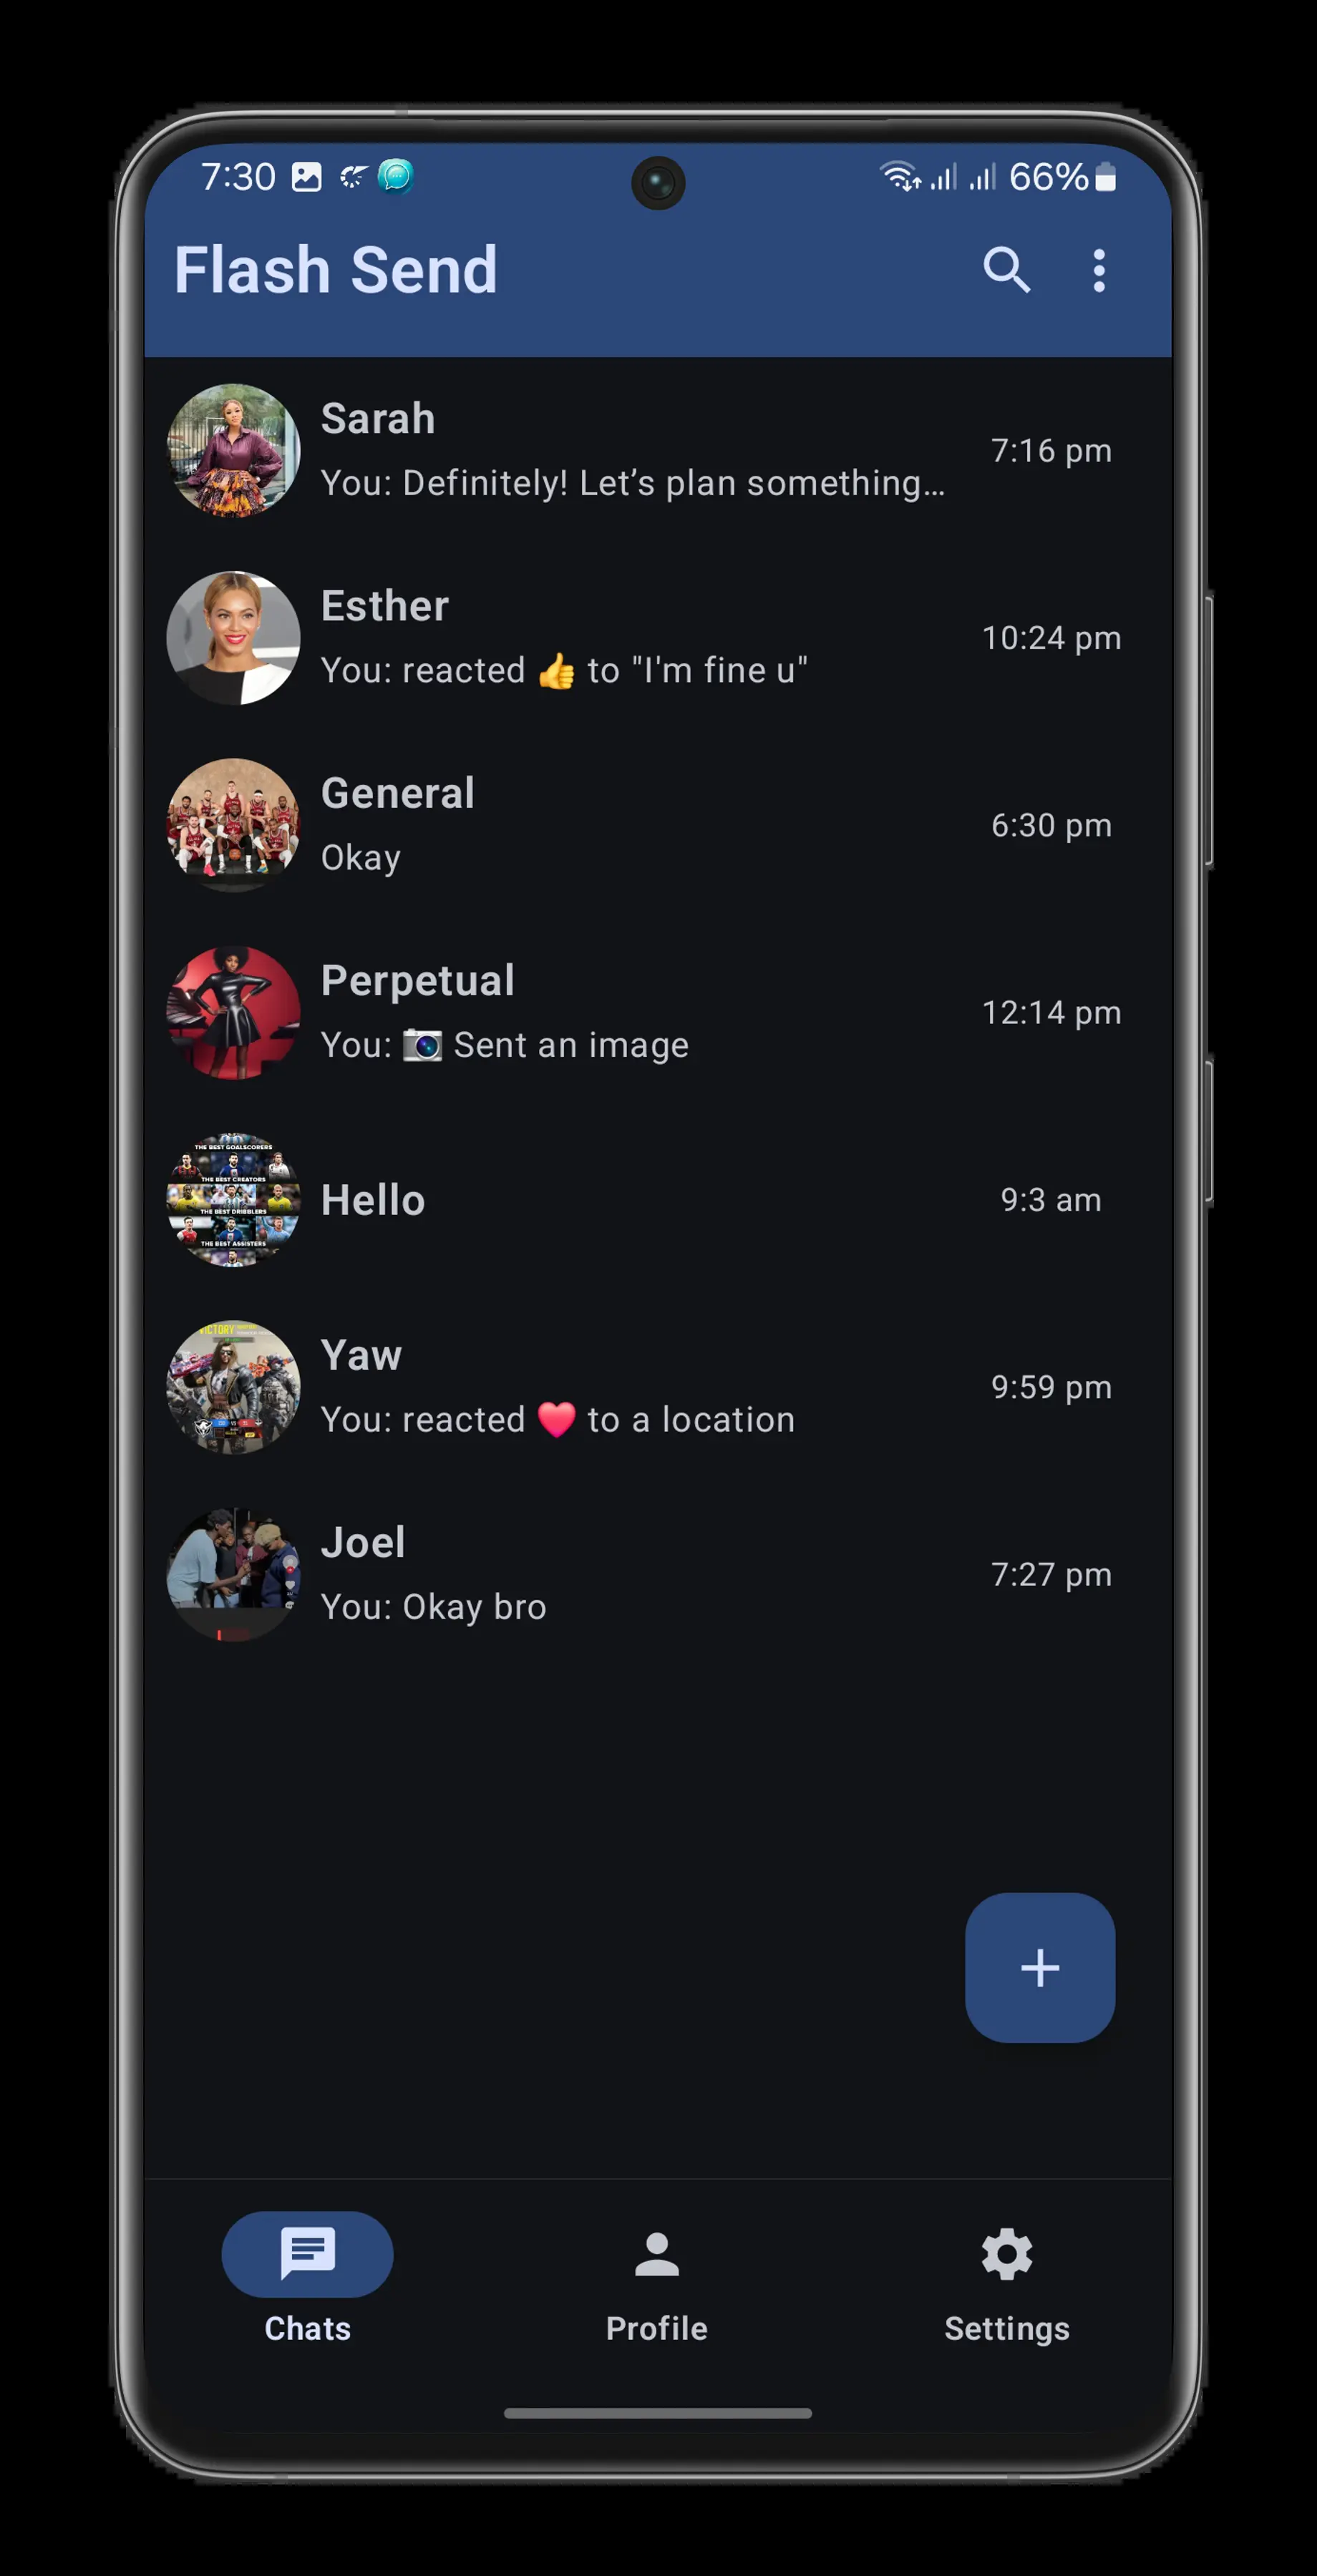 7:30 66%
Flash Send
Sarah
7:16 pm
You: Definitely! Let’s plan something…
Esther
10:24 pm
You: reacted 👍 to "I'm fine u"
General
6:30 pm
Okay
Perpetual
12:14 pm
You: 📷 Sent an image
THE BEST GOALSCORERS
THE BEST CREATORS
THE BEST DRIBBLERS
THE BEST ASSISTERS
Hello
9:3 am
VICTORY
Yaw
9:59 pm
You: reacted ❤️ to a location
Joel
7:27 pm
You: Okay bro
+
Chats Profile Settings